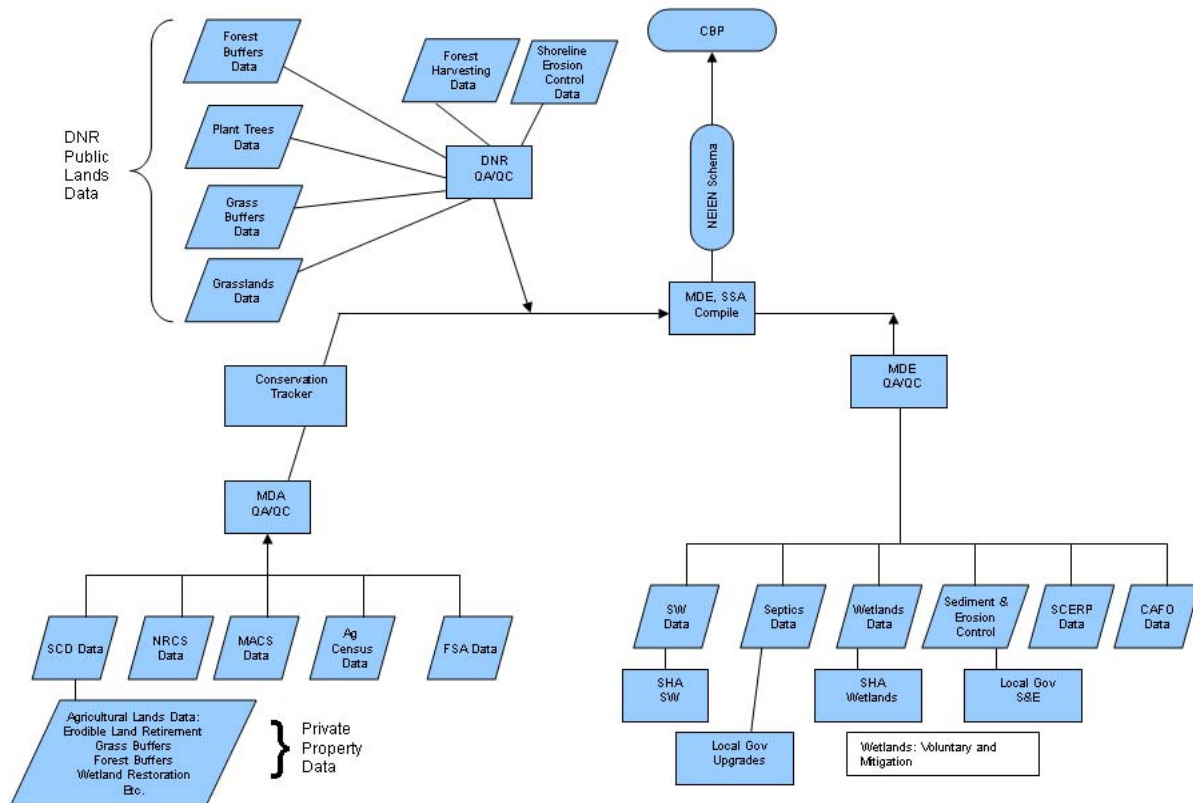 Forest
Buffers
Data
Forest
Harvesting
Data
Shoreline
Erosion
Control
Data
CBP
DNR
Public
Lands
Data
Plant Trees
Data
DNR
QA/QC
NEIEN Schema
Grass
Buffers
Data
Grasslands
Data
MDE, SSA
Compile
Conservation
Tracker
MDE
QA/QC
MDA
QA/QC
SCD Data
NRCS
Data
MACS
Data
Ag
Census
Data
FSA Data
SW
Data
Septics
Data
Wetlands
Data
Sediment &
Erosion
Control
SCERP
Data
CAFO
Data
SHA
SW
SHA
Wetlands
Local Gov
S&E
Agricultural Lands Data:
Erodible Land Retirement
Grass Buffers
Forest Buffers
Wetland Restoration
Etc.
Private
Property
Data
Local Gov
Upgrades
Wetlands: Voluntary and
Mitigation